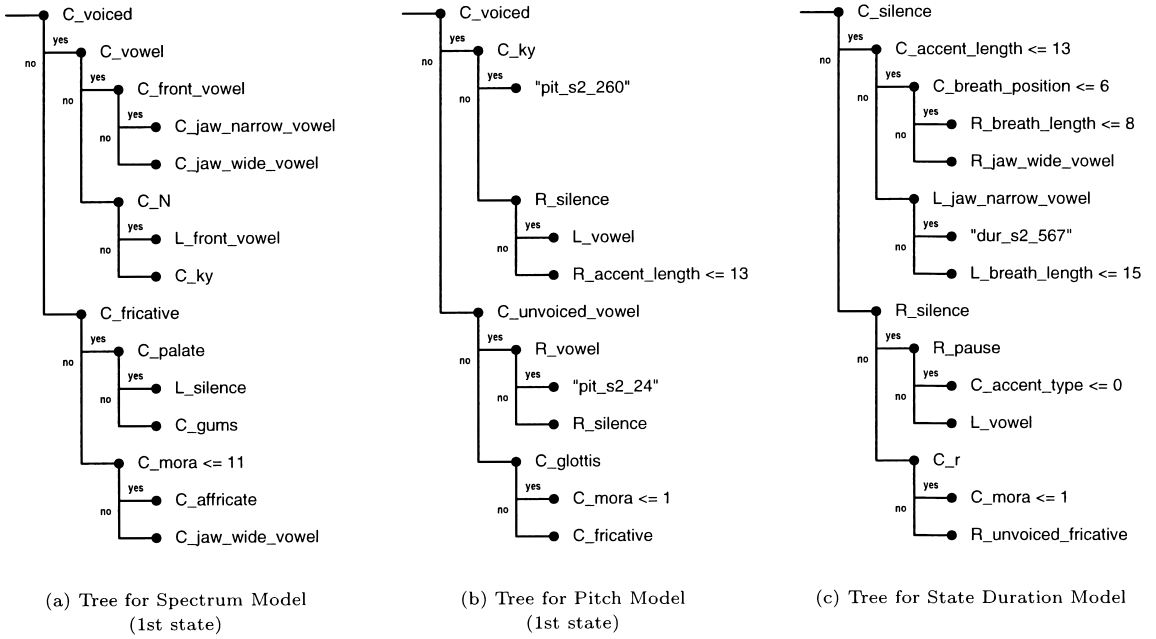 C_voiced
yes
no
C_vowel
yes
no
C_front_vowel
yes
no
C_jaw_narrow_vowel
C_jaw_wide_vowel
C_N
yes
no
L_front_vowel
C_ky
C_fricative
yes
no
C_palate
yes
no
L_silence
C_gums
C_mora <= 11
yes
no
C_affricate
C_jaw_wide_vowel
(a) Tree for Spectrum Model
(1st state)
C_voiced
yes
no
C_ky
yes
no
"pit_s2_260"
R_silence
yes
no
L_vowel
R_accent_length <= 13
C_unvoiced_vowel
yes
no
R_vowel
yes
no
"pit_s2_24"
R_silence
C_glottis
yes
no
C_mora <= 1
C_fricative
(b) Tree for Pitch Model
(1st state)
C_silence
yes
no
C_accent_length <= 13
yes
no
C_breath_position <= 6
yes
no
R_breath_length <= 8
R_jaw_wide_vowel
L_jaw_narrow_vowel
yes
no
"dur_s2_567"
L_breath_length <= 15
R_silence
yes
no
R_pause
yes
no
C_accent_type <= 0
L_vowel
C_r
yes
no
C_mora <= 1
R_unvoiced_fricative
(c) Tree for State Duration Model